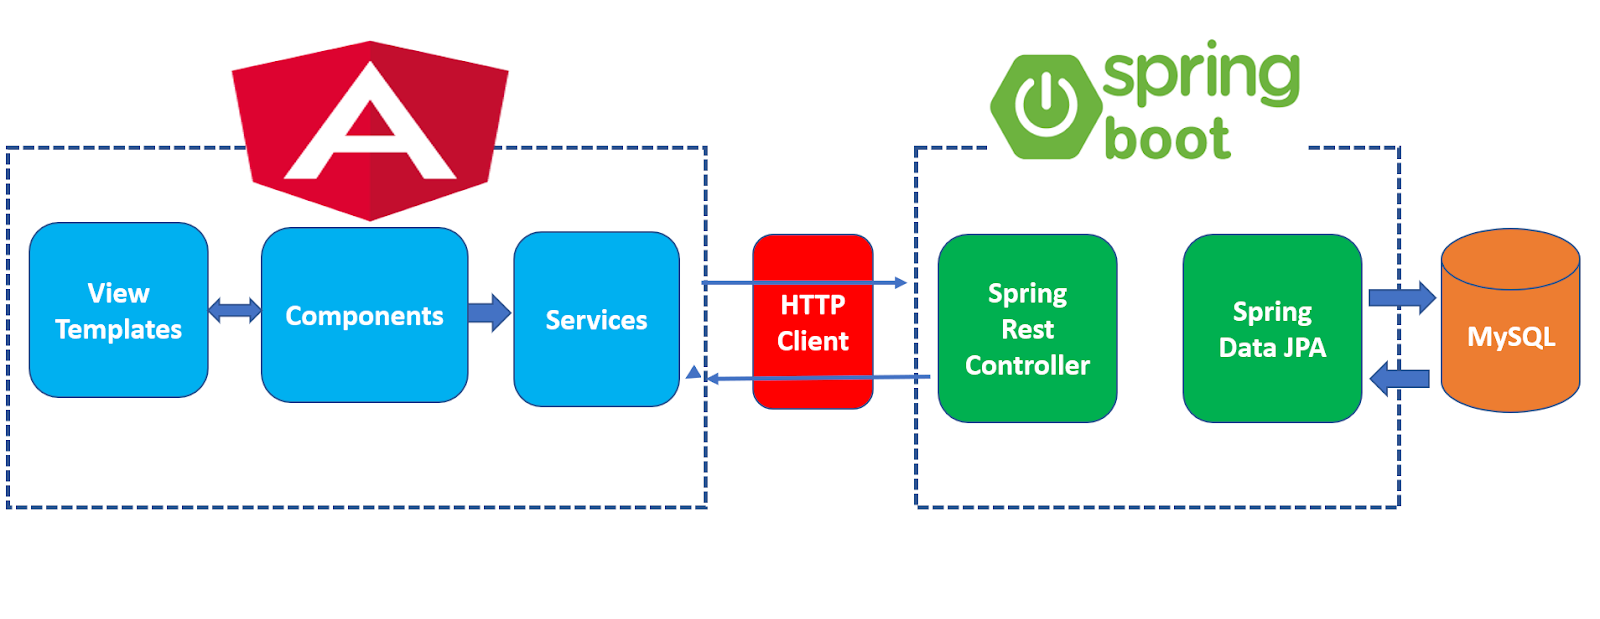 spring
boot
View
Templates
Components
Services
HTTP
Client
Spring
Rest
Controller
Spring
Data JPA
MySQL